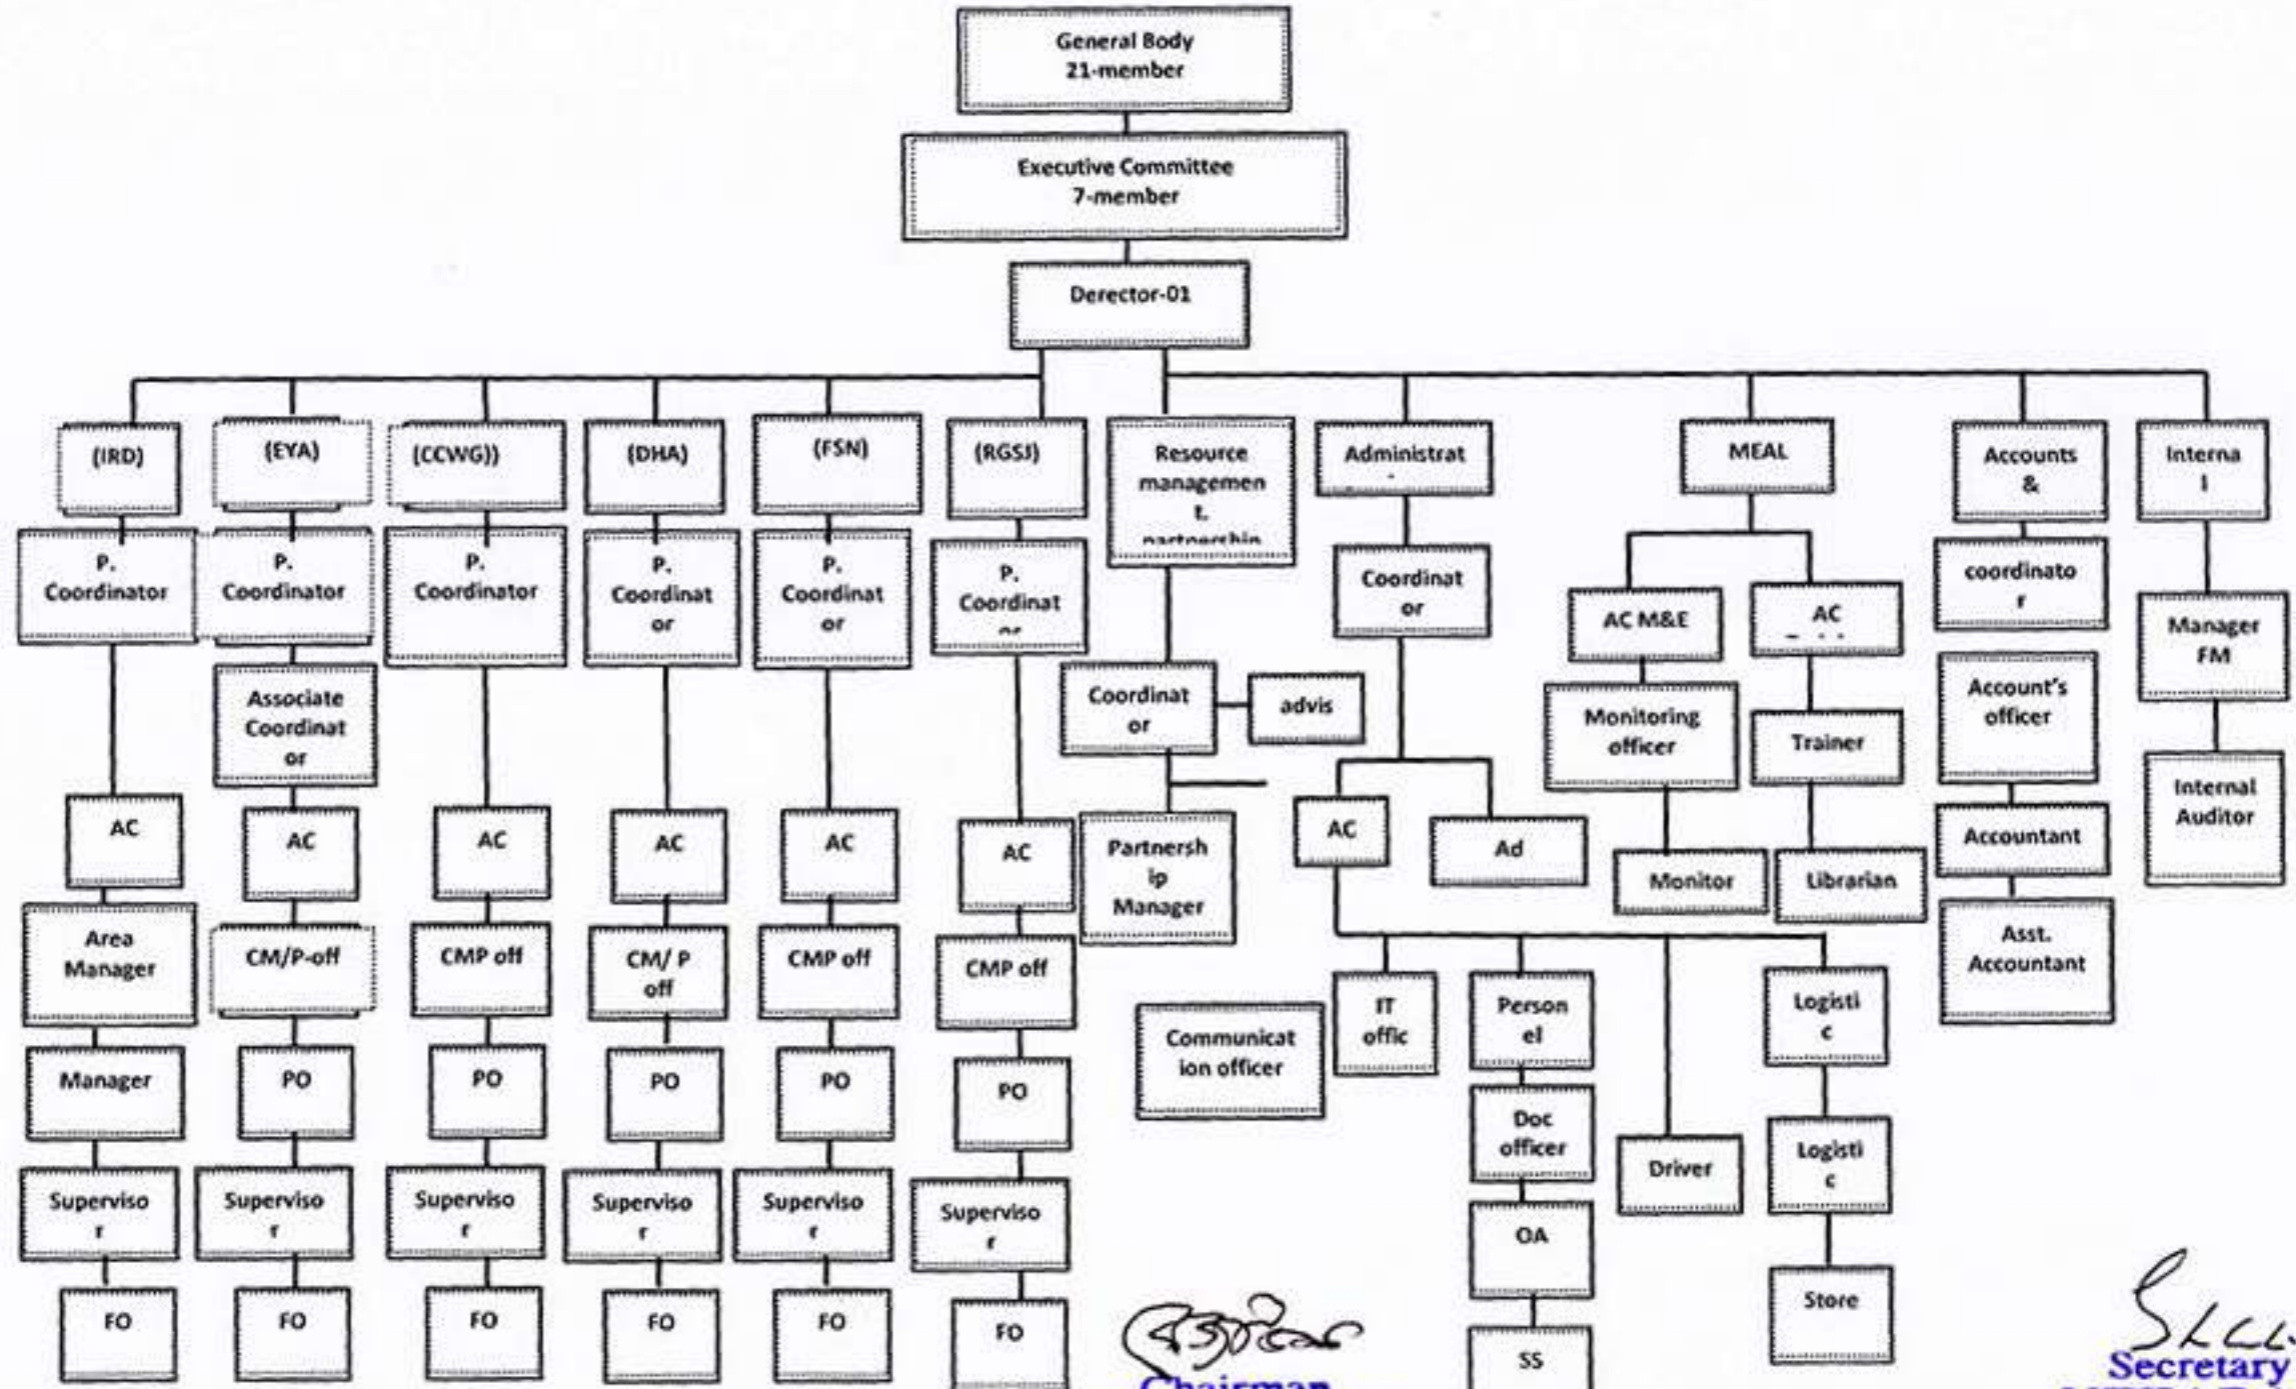 General Body
21-member
Executive Committee
7-member
Derector-01
(IRD)
(EYA)
(CCWG))
(DHA)
(FSN)
(RGSJ)
Resource
managemen
t.
partnership
Administrat
MEAL
Accounts
&
Interna
l
P.
Coordinator
P.
Coordinator
P.
Coordinator
P.
Coordinat
or
P.
Coordinat
or
P.
Coordinat
or
Coordinat
or
AC M&E
AC
coordinato
r
Manager
FM
Associate
Coordinat
or
Coordinat
or
advis
Monitoring
officer
Trainer
Account's
officer
Internal
Auditor
AC
AC
AC
AC
AC
AC
Partnersh
ip
Manager
AC
Ad
Monitor
Librarian
Accountant
Area
Manager
CM/P-off
CMP off
CM/ P
off
CMP off
CMP off
Asst.
Accountant
Communicat
ion officer
IT
offic
Person
el
Logisti
c
Manager
PO
PO
PO
PO
PO
Doc
officer
Driver
Logisti
c
Superviso
r
Superviso
r
Superviso
r
Superviso
r
Superviso
r
Superviso
r
OA
Store
FO
FO
FO
FO
FO
FO
SS
Chairman
Secretary